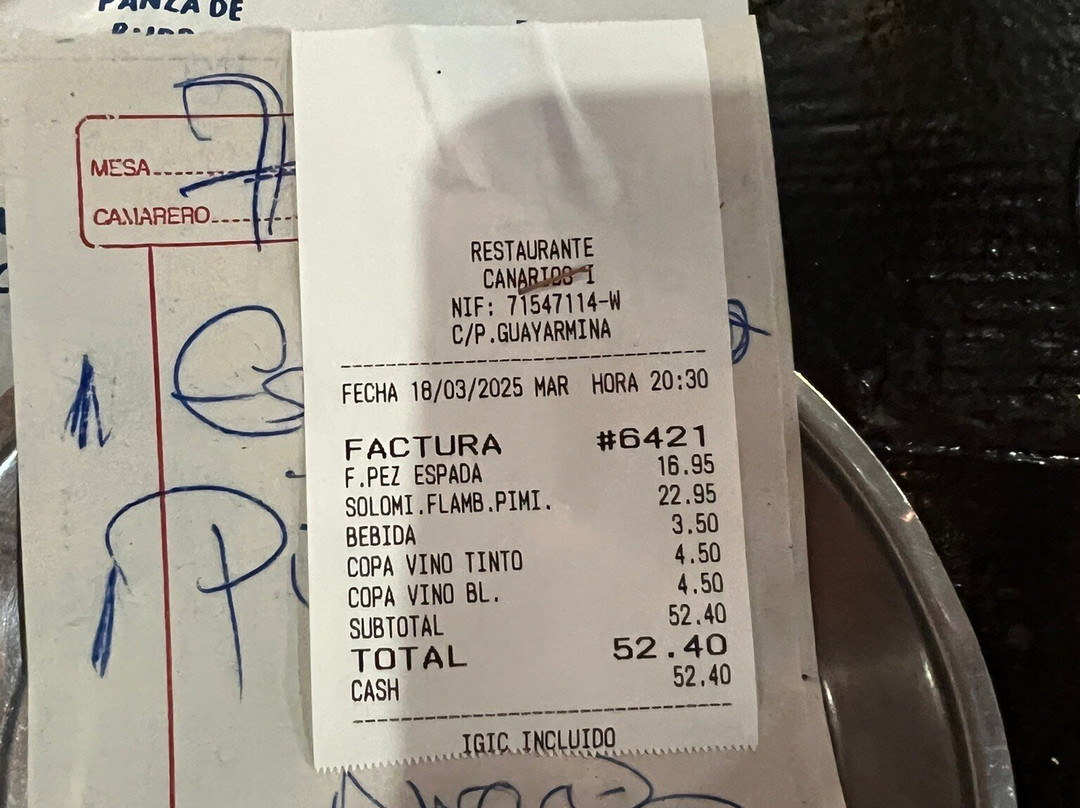 PANZA DE
MESA
CAMARERO
RESTAURANTE
CANARIOS I
NIF: 71547114-W
C/P.GUAYARMINA
FECHA 18/03/2025 MAR HORA 20:30
FACTURA #6421
F.PEZ ESPADA 16.95
SOLOMI.FLAMB.PIMI. 22.95
BEBIDA 3.50
COPA VINO TINTO 4.50
COPA VINO BL. 4.50
SUBTOTAL 52.40
TOTAL 52.40
CASH 52.40
IGIC INCLUIDO